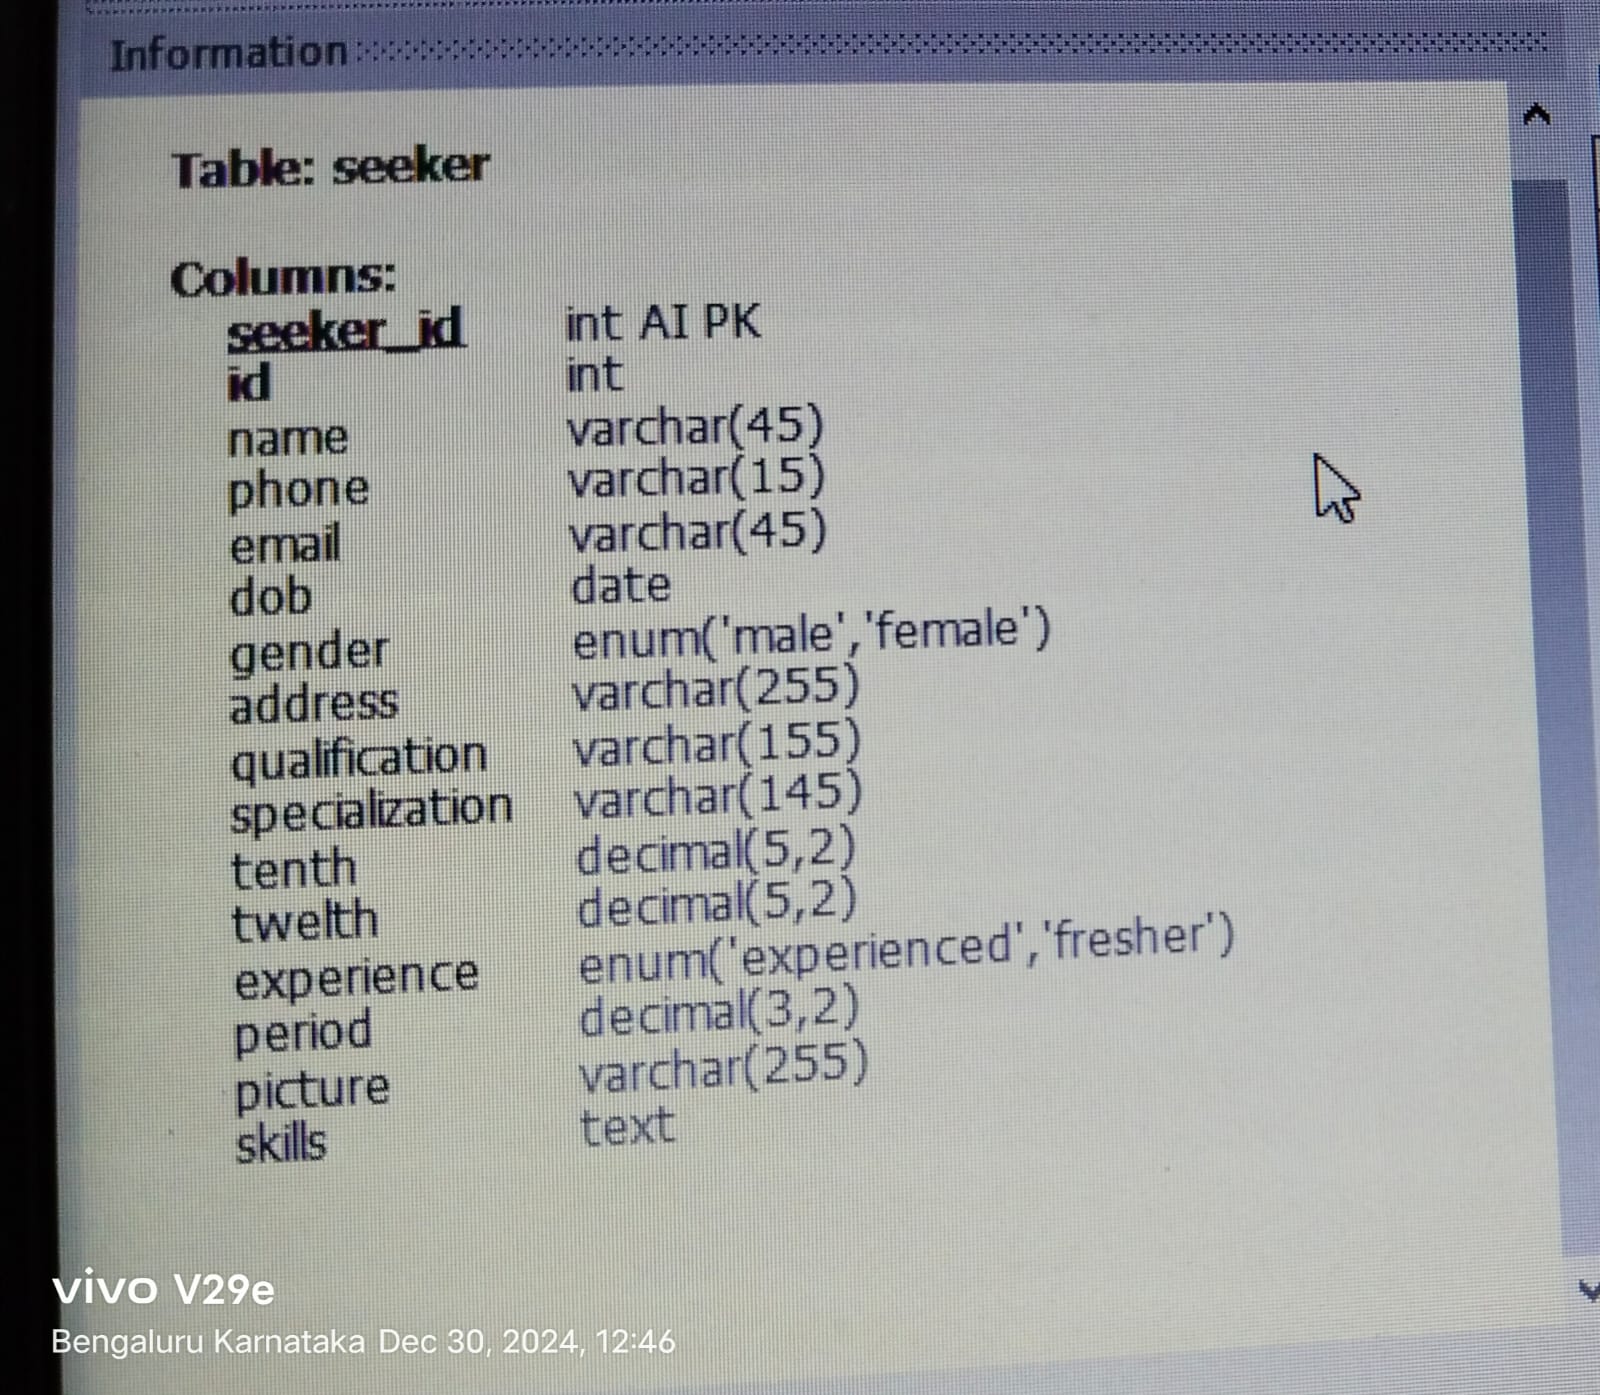 Information
Table: seeker
Columns:
seeker_id int AI PK
id int
name varchar(45)
phone varchar(15)
email varchar(45)
dob date
gender enum('male','female')
address varchar(255)
qualification varchar(155)
specialization varchar(145)
tenth decimal(5,2)
twelth decimal(5,2)
experience enum('experienced','fresher')
period decimal(3,2)
picture varchar(255)
skills text
vivo V29e
Bengaluru Karnataka Dec 30, 2024, 12:46